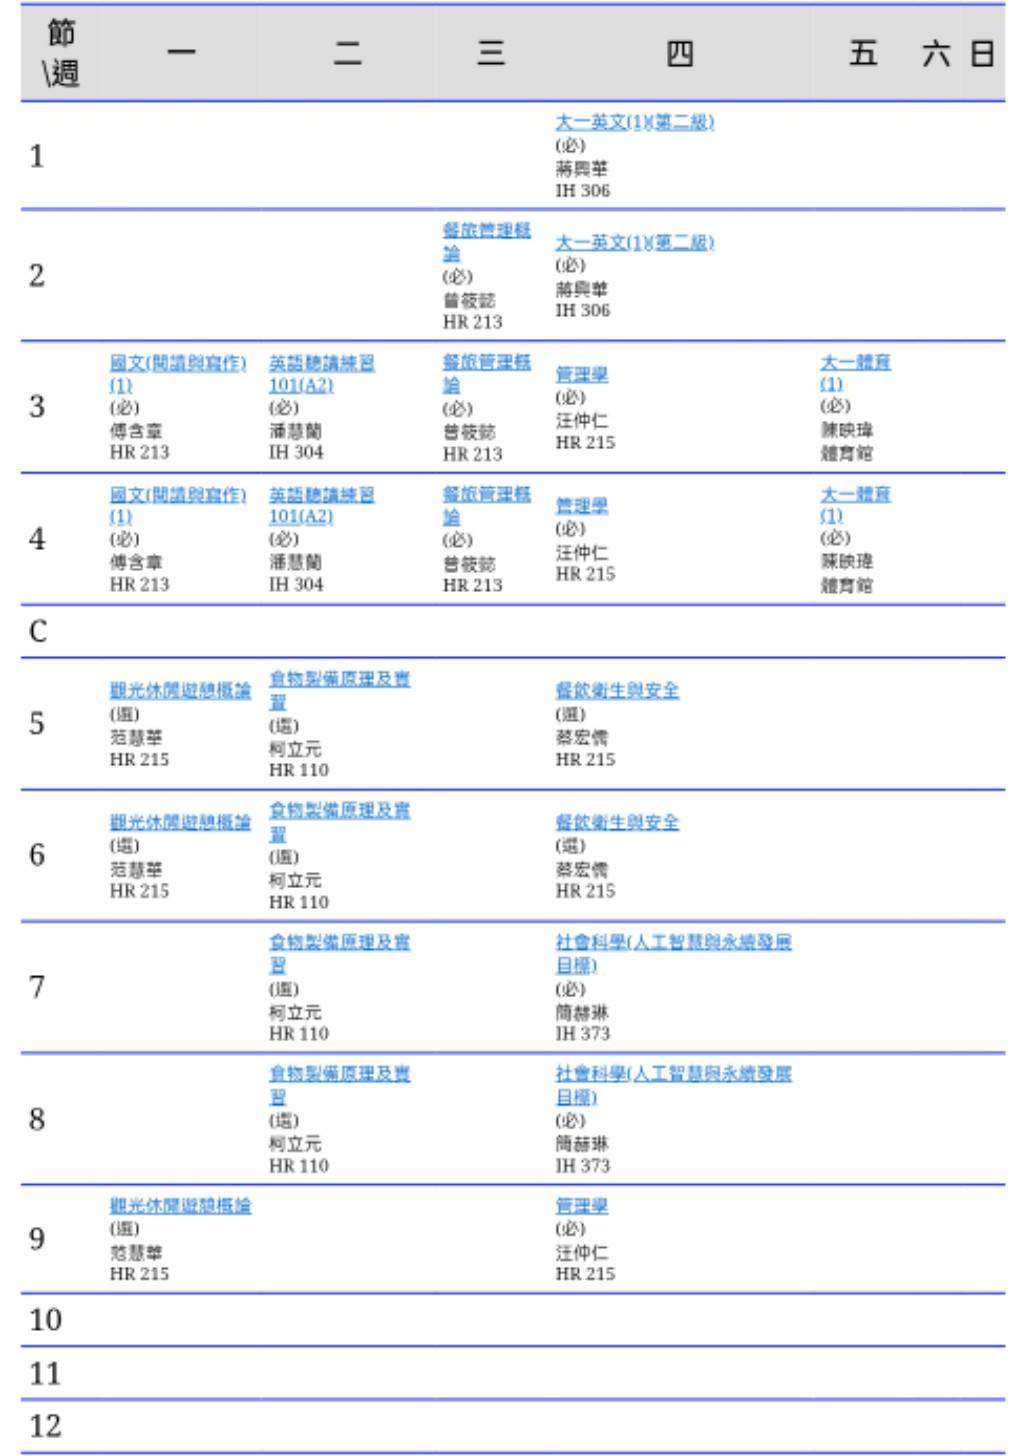 節 一 二 三 四 五 六 日
\週
1
大一英文(1)(第二級)
(必)
蔣興華
IH 306
2
餐旅管理概
論
(必)
曾筱懿
HR 213
大一英文(1)(第二級)
(必)
蔣興華
IH 306
3
國文(閱讀與寫作)
(1)
(必)
傅含章
HR 213
英語聽講練習
101(A2)
(必)
潘慧蘭
IH 304
餐旅管理概
論
(必)
曾筱懿
HR 213
管理學
(必)
汪仲仁
HR 215
大一體育
(1)
(必)
陳映瑋
體育館
4
國文(閱讀與寫作)
(1)
(必)
傅含章
HR 213
英語聽講練習
101(A2)
(必)
潘慧蘭
IH 304
餐旅管理概
論
(必)
曾筱懿
HR 213
管理學
(必)
汪仲仁
HR 215
大一體育
(1)
(必)
陳映瑋
體育館
C
5
觀光休閒遊憩概論
(選)
范慧華
HR 215
食物製備原理及實
習
(選)
柯立元
HR 110
餐飲衛生與安全
(選)
蔡宏儒
HR 215
6
觀光休閒遊憩概論
(選)
范慧華
HR 215
食物製備原理及實
習
(選)
柯立元
HR 110
餐飲衛生與安全
(選)
蔡宏儒
HR 215
7
食物製備原理及實
習
(選)
柯立元
HR 110
社會科學(人工智慧與永續發展
目標)
(必)
簡赫琳
IH 373
8
食物製備原理及實
習
(選)
柯立元
HR 110
社會科學(人工智慧與永續發展
目標)
(必)
簡赫琳
IH 373
9
觀光休閒遊憩概論
(選)
范慧華
HR 215
管理學
(必)
汪仲仁
HR 215
10
11
12